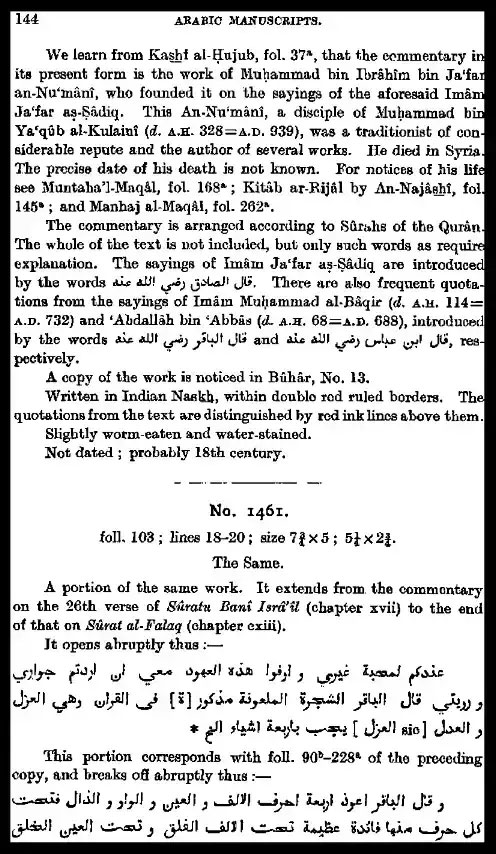 144 ARABIC MANUSCRIPTS.
We learn from Kashf al-Ḥujub, fol. 37ᵃ, that the commentary in
its present form is the work of Muḥammad bin Ibrâhîm bin Ja‘far
an-Nu‘mânî, who founded it on the sayings of the aforesaid Imâm
Ja‘far aṣ-Ṣâdiq. This An-Nu‘mânî, a disciple of Muḥammad bin
Ya‘qûb al-Kulainî (d. A.H. 328=A.D. 939), was a traditionist of con-
siderable repute and the author of several works. He died in Syria.
The precise date of his death is not known. For notices of his life
see Muntaha’l-Maqâl, fol. 168ᵃ; Kitâb ar-Rijâl by An-Najâshî, fol.
145ᵃ; and Manhaj al-Maqâl, fol. 262ᵃ.
The commentary is arranged according to Sûrahs of the Qurân.
The whole of the text is not included, but only such words as require
explanation. The sayings of Imâm Ja‘far aṣ-Ṣâdiq are introduced
by the words قال الصادق رضي الله عنه. There are also frequent quota-
tions from the sayings of Imâm Muḥammad al-Bâqir (d. A.H. 114=
A.D. 732) and ‘Abdallâh bin ‘Abbâs (d. A.H. 68=A.D. 688), introduced
by the words قال الباقر رضي الله عنه and قال ابن عباس رضي الله عنه, res-
pectively.
A copy of the work is noticed in Bûhâr, No. 13.
Written in Indian Naskh, within double red ruled borders. The
quotations from the text are distinguished by red ink lines above them.
Slightly worm-eaten and water-stained.
Not dated; probably 18th century.
No. 1461.
foll. 103; lines 18-20; size 7¾×5; 5¼×2¾.
The Same.
A portion of the same work. It extends from the commentary
on the 26th verse of Sûratu Banî Isrâ’îl (chapter xvii) to the end
of that on Sûrat al-Falaq (chapter cxiii).
It opens abruptly thus :—
عندكم لمصية غيري و اوفوا هذه العهود معي ان اردتم جواري
و رويتي قال الباقر الشجرة الملعونة مذكور [ة] في القران وهي العزل
و العدل [sic العزل] يجب باربعة اشياء الخ *
This portion corresponds with foll. 90ᵇ-228ᵃ of the preceding
copy, and breaks off abruptly thus :—
و قال الباقر اعوذ اربعة احرف الالف و العين و الواو و الذال فتحت
كل حرف منها فائدة عظيمة تحت الالف الفلق و تحت العين الخلق